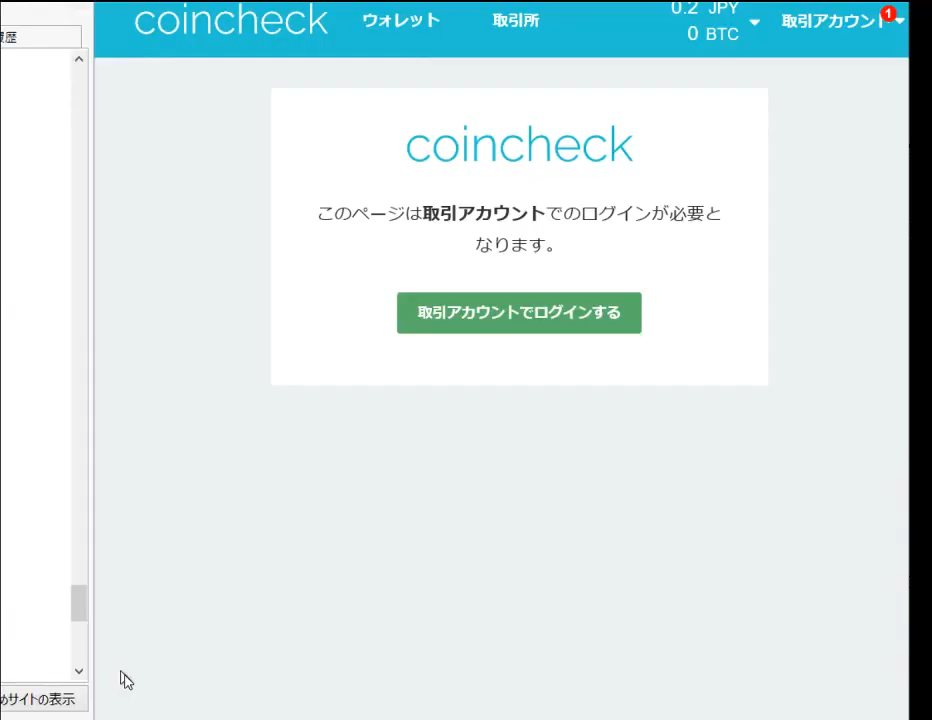 coincheck
ウォレット
取引所
0.2 JPY
0 BTC
取引アカウント
1
coincheck
このページは取引アカウントでのログインが必要と
なります。
取引アカウントでログインする
サイトの表示